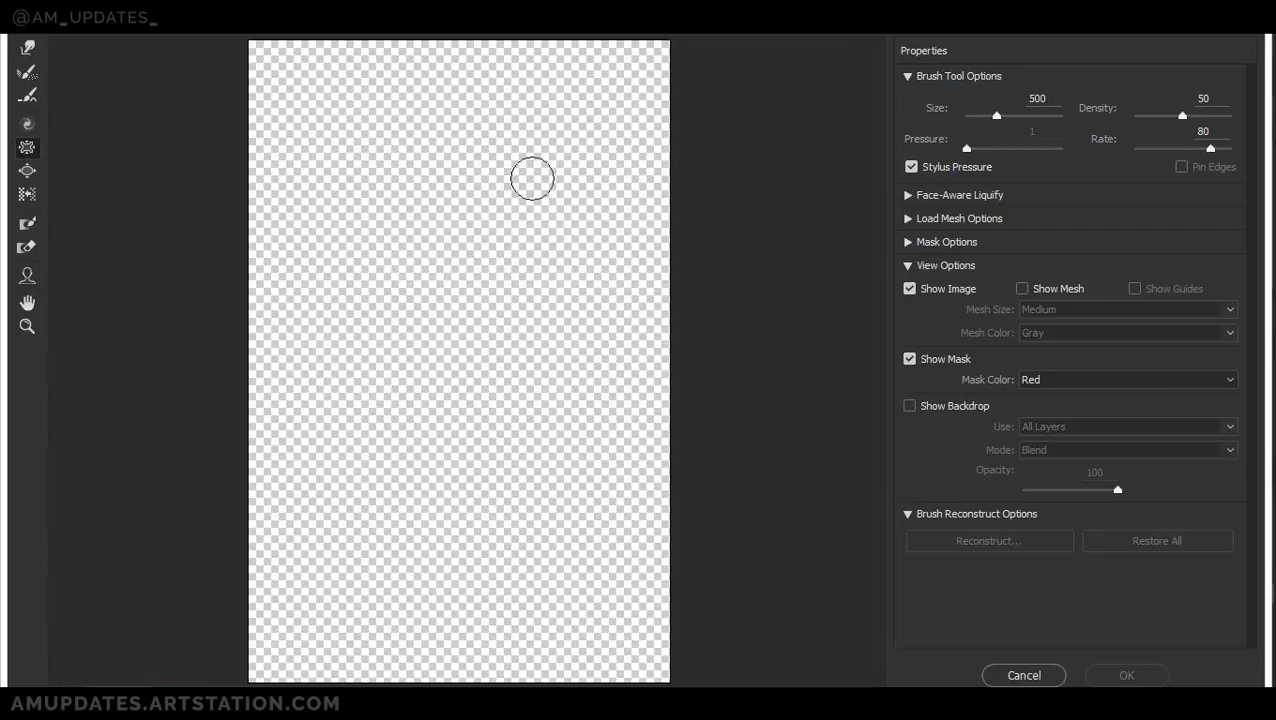 @AM_UPDATES_
Properties
Brush Tool Options
Size: 500 Density: 50
Pressure: 1 Rate: 80
Stylus Pressure Pin Edges
Face-Aware Liquify
Load Mesh Options
Mask Options
View Options
Show Image Show Mesh Show Guides
Mesh Size: Medium
Mesh Color: Gray
Show Mask
Mask Color: Red
Show Backdrop
Use: All Layers
Mode: Blend
Opacity: 100
Brush Reconstruct Options
Reconstruct... Restore All
Cancel OK
AMUPDATES.ARTSTATION.COM